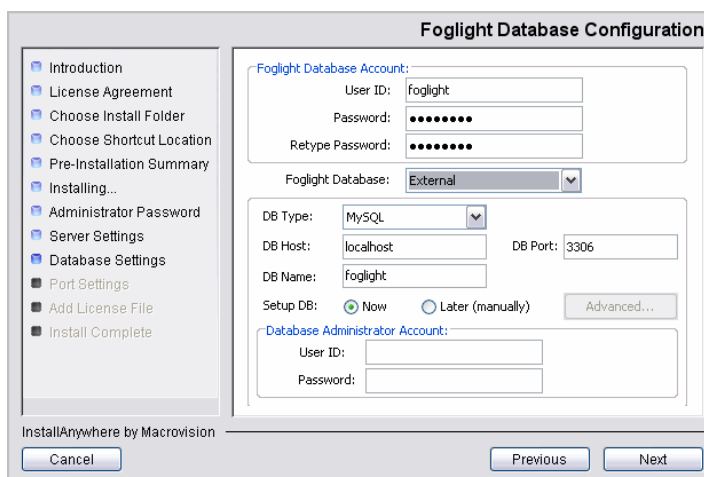 Foglight Database Configuration
Introduction
License Agreement
Choose Install Folder
Choose Shortcut Location
Pre-Installation Summary
Installing...
Administrator Password
Server Settings
Database Settings
Port Settings
Add License File
Install Complete
Foglight Database Account:
User ID: foglight
Password: ●●●●●●●●
Retype Password: ●●●●●●●●
Foglight Database: External
DB Type: MySQL
DB Host: localhost DB Port: 3306
DB Name: foglight
Setup DB: Now Later (manually) Advanced...
Database Administrator Account:
User ID:
Password:
InstallAnywhere by Macrovision
Cancel Previous Next